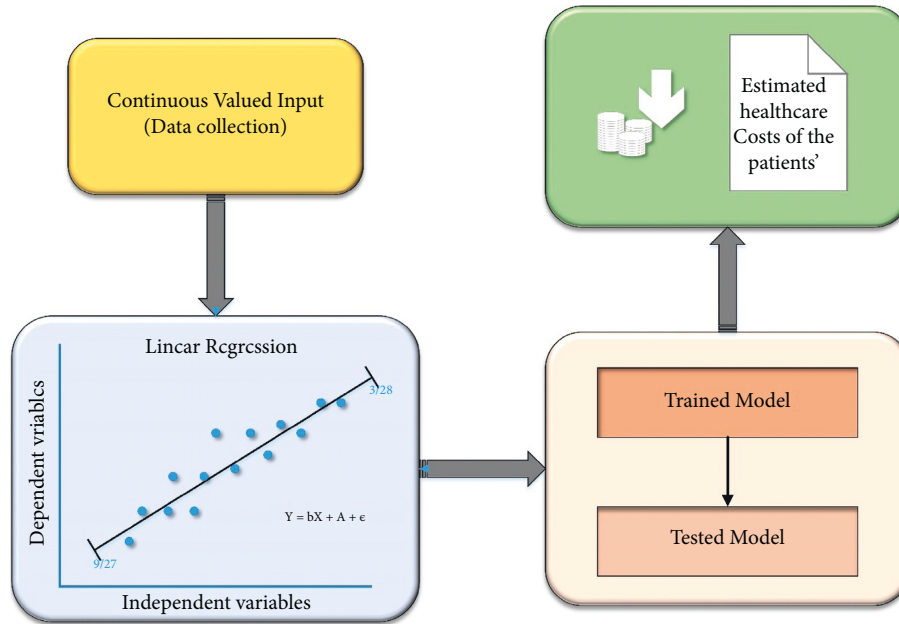 Continuous Valued Input
(Data collection)
Lincar Rcgrcssion
Dependent vriablcs
3/28
9/27
Y = bX + A + ϵ
Independent variables
Trained Model
Tested Model
Estimated
healthcare
Costs of the
patients’